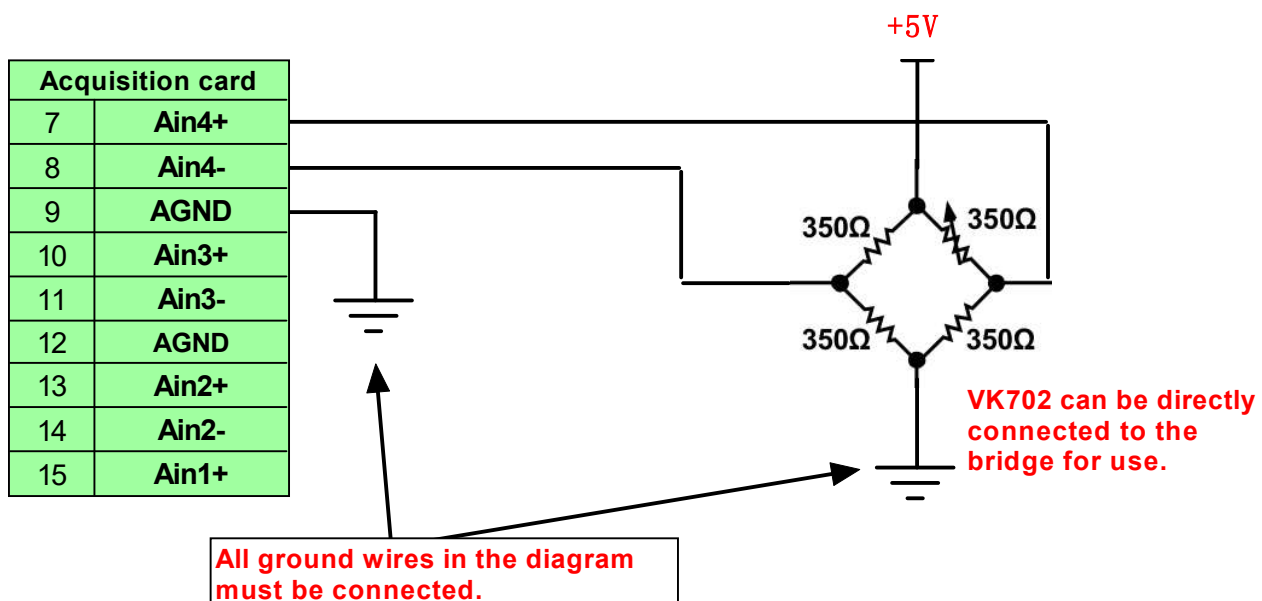 +5V
Acquisition card
7 Ain4+
8 Ain4-
9 AGND
10 Ain3+
11 Ain3-
12 AGND
13 Ain2+
14 Ain2-
15 Ain1+
350Ω 350Ω
350Ω 350Ω
VK702 can be directly
connected to the
bridge for use.
All ground wires in the diagram
must be connected.